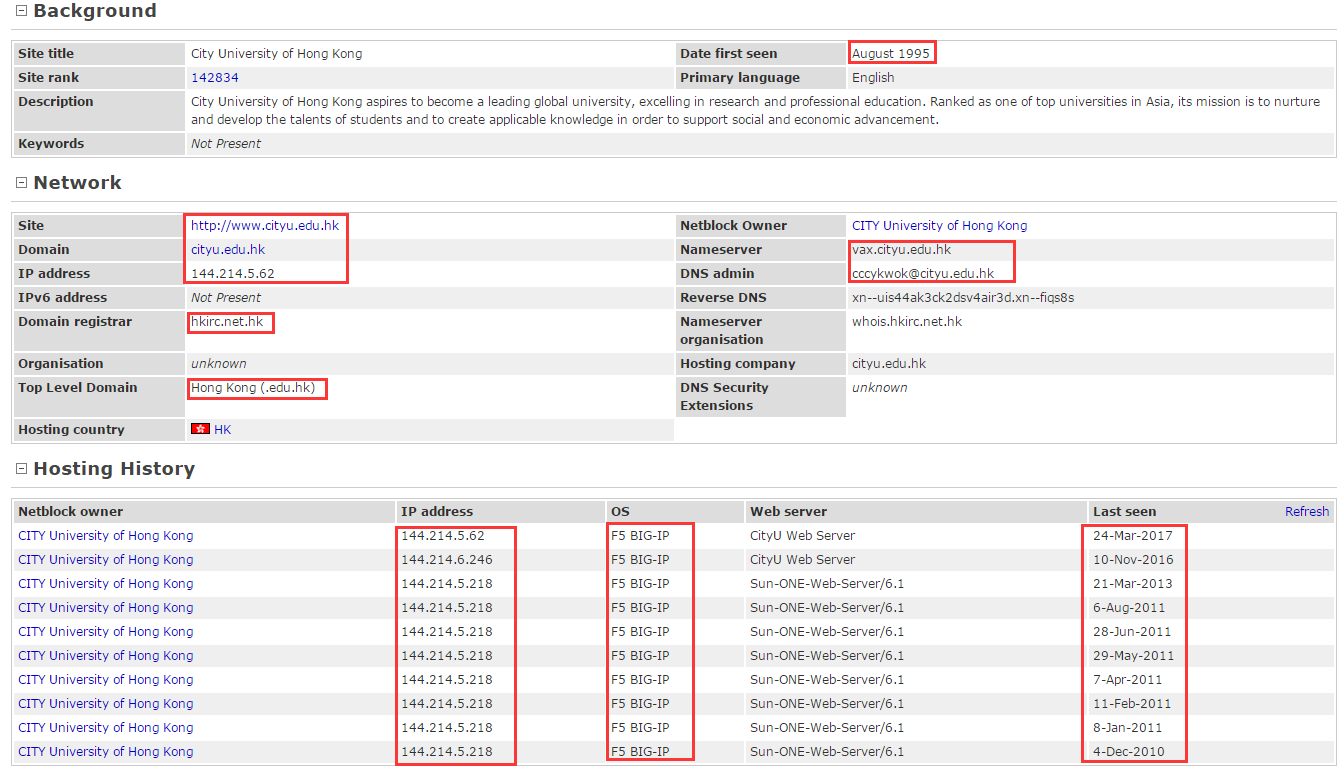 Background
Site title City University of Hong Kong Date first seen August 1995
Site rank 142834 Primary language English
Description City University of Hong Kong aspires to become a leading global university, excelling in research and professional education. Ranked as one of top universities in Asia, its mission is to nurture
and develop the talents of students and to create applicable knowledge in order to support social and economic advancement.
Keywords Not Present
Network
Site http://www.cityu.edu.hk Netblock Owner CITY University of Hong Kong
Domain cityu.edu.hk Nameserver vax.cityu.edu.hk
IP address 144.214.5.62 DNS admin cccykwok@cityu.edu.hk
IPv6 address Not Present Reverse DNS xn--uis44ak3ck2dsv4air3d.xn--fiqs8s
Domain registrar hkirc.net.hk Nameserver whois.hkirc.net.hk
organisation
Organisation unknown Hosting company cityu.edu.hk
Top Level Domain Hong Kong (.edu.hk) DNS Security unknown
Extensions
Hosting country HK
Hosting History
Netblock owner IP address OS Web server Last seen Refresh
CITY University of Hong Kong 144.214.5.62 F5 BIG-IP CityU Web Server 24-Mar-2017
CITY University of Hong Kong 144.214.6.246 F5 BIG-IP CityU Web Server 10-Nov-2016
CITY University of Hong Kong 144.214.5.218 F5 BIG-IP Sun-ONE-Web-Server/6.1 21-Mar-2013
CITY University of Hong Kong 144.214.5.218 F5 BIG-IP Sun-ONE-Web-Server/6.1 6-Aug-2011
CITY University of Hong Kong 144.214.5.218 F5 BIG-IP Sun-ONE-Web-Server/6.1 28-Jun-2011
CITY University of Hong Kong 144.214.5.218 F5 BIG-IP Sun-ONE-Web-Server/6.1 29-May-2011
CITY University of Hong Kong 144.214.5.218 F5 BIG-IP Sun-ONE-Web-Server/6.1 7-Apr-2011
CITY University of Hong Kong 144.214.5.218 F5 BIG-IP Sun-ONE-Web-Server/6.1 11-Feb-2011
CITY University of Hong Kong 144.214.5.218 F5 BIG-IP Sun-ONE-Web-Server/6.1 8-Jan-2011
CITY University of Hong Kong 144.214.5.218 F5 BIG-IP Sun-ONE-Web-Server/6.1 4-Dec-2010